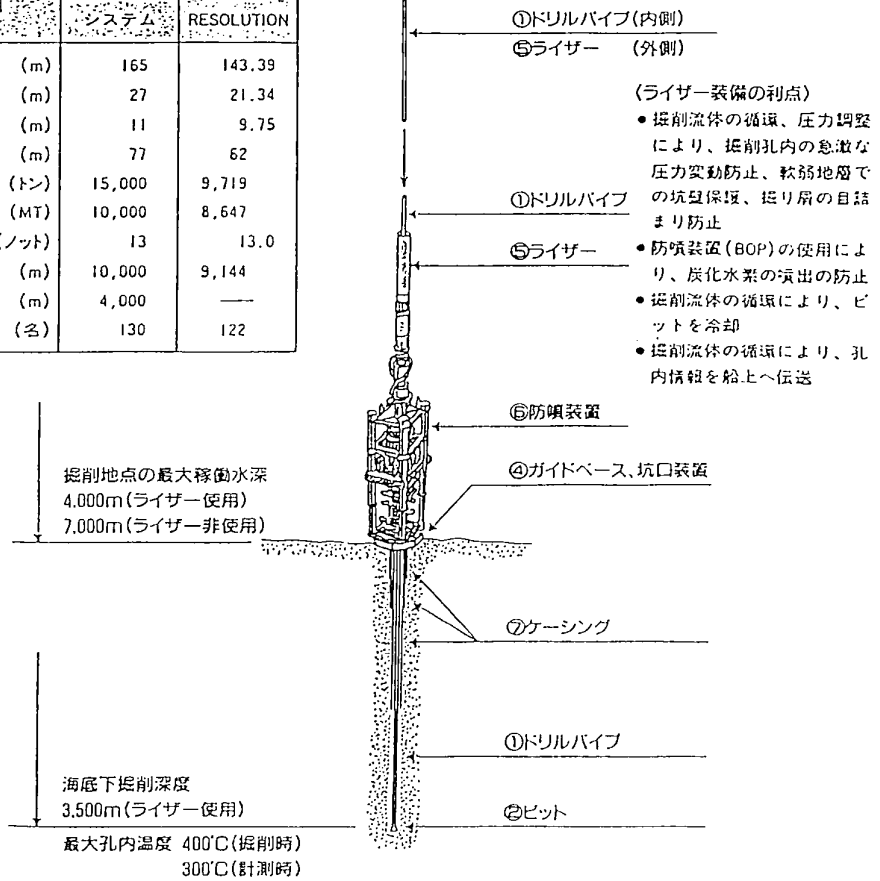 システム RESOLUTION
(m) 165 143.39
(m) 27 21.34
(m) 11 9.75
(m) 77 62
(トン) 15,000 9,719
(MT) 10,000 8,647
(ノット) 13 13.0
(m) 10,000 9,144
(m) 4,000 ——
(名) 130 122
①ドリルパイプ(内側)
⑤ライザー (外側)
〈ライザー装備の利点〉
● 掘削流体の循環、圧力調整
により、掘削孔内の急激な
圧力変動防止、軟弱地層で
の坑壁保護、掘り屑の目詰
まり防止
● 防噴装置(BOP)の使用によ
り、炭化水素の噴出の防止
● 掘削流体の循環により、ビ
ットを冷却
● 掘削流体の循環により、孔
内情報を船上へ伝送
①ドリルパイプ
⑤ライザー
⑥防噴装置
④ガイドベース、坑口装置
掘削地点の最大稼働水深
4,000m(ライザー使用)
7,000m(ライザー非使用)
⑦ケーシング
①ドリルパイプ
海底下掘削深度
3,500m(ライザー使用)
②ビット
最大孔内温度 400℃(掘削時)
300℃(計測時)